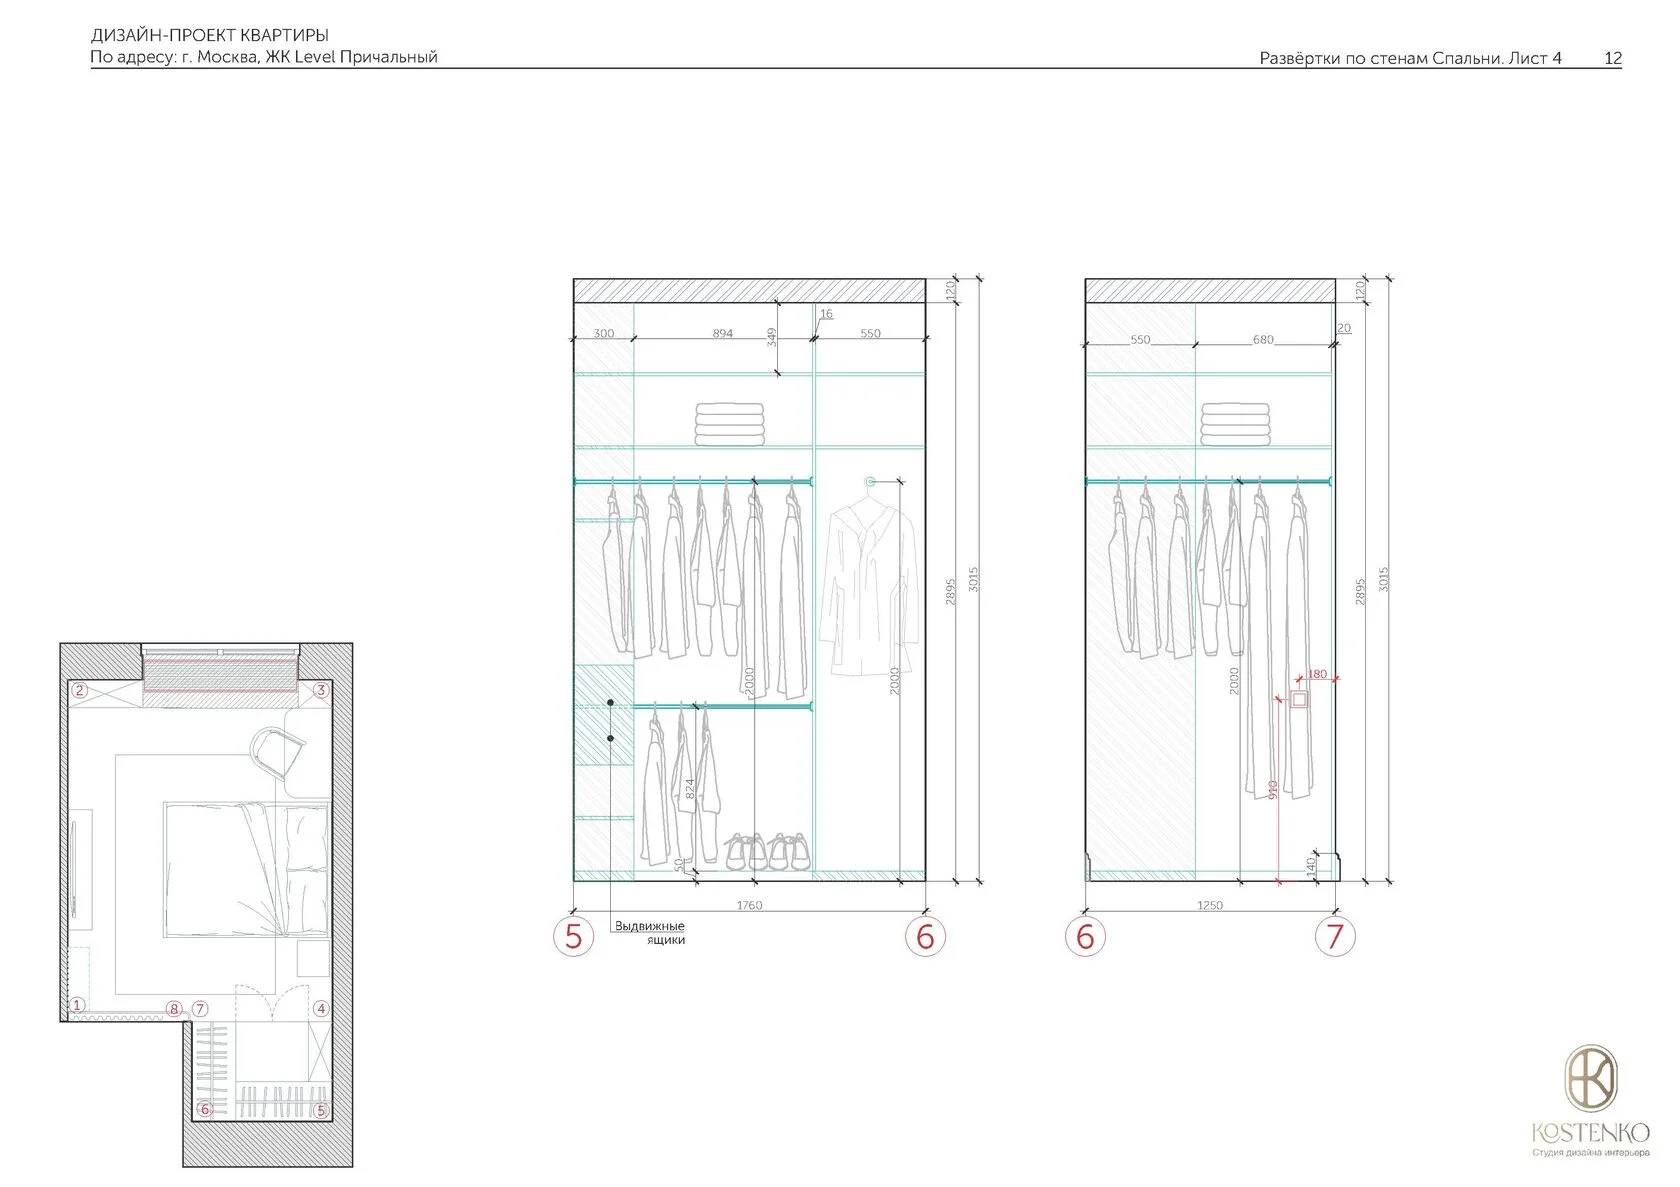 ДИЗАЙН-ПРОЕКТ КВАРТИРЫ
По адресу: г. Москва, ЖК Level Причальный
Развёртки по стенам Спальни. Лист 4 12
120
120
16
20
300 894 349 550
550 680
2895 3015
2895 3015
2000 2000
2000
180
910
824
50
140
1760
1250
Выдвижные
ящики
5 6
6 7
2 3
1 8 7 4
6 5
KOSTENKO
Студия дизайна интерьера